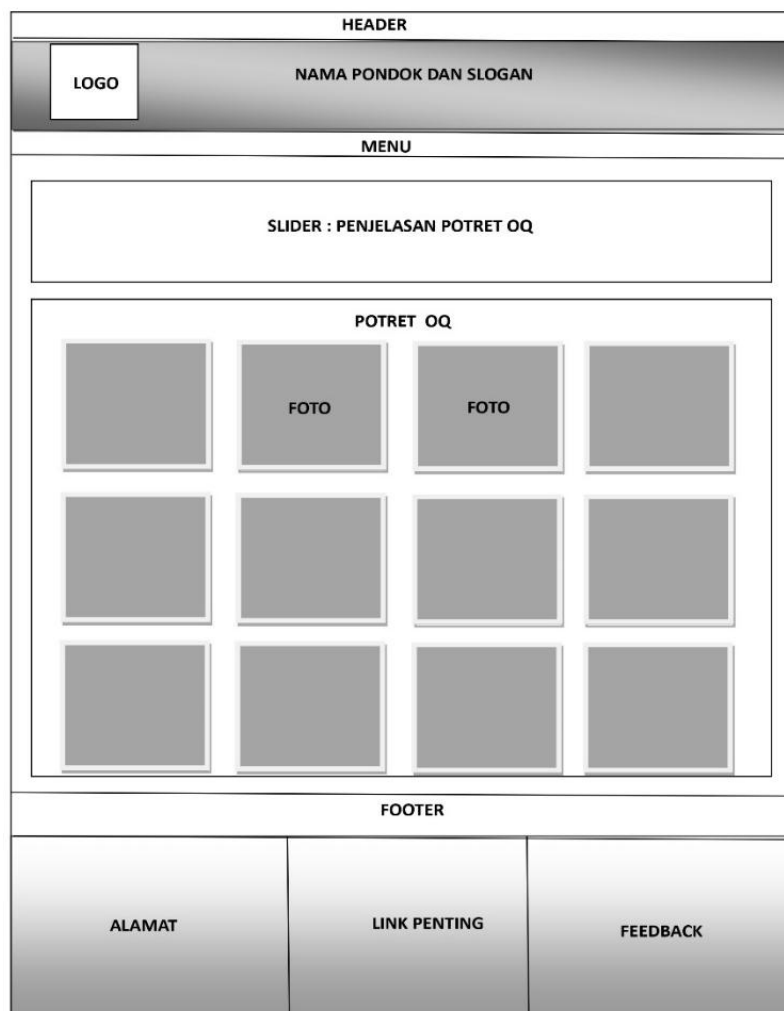 HEADER
LOGO
NAMA PONDOK DAN SLOGAN
MENU
SLIDER : PENJELASAN POTRET OQ
POTRET OQ
FOTO
FOTO
FOOTER
ALAMAT
LINK PENTING
FEEDBACK